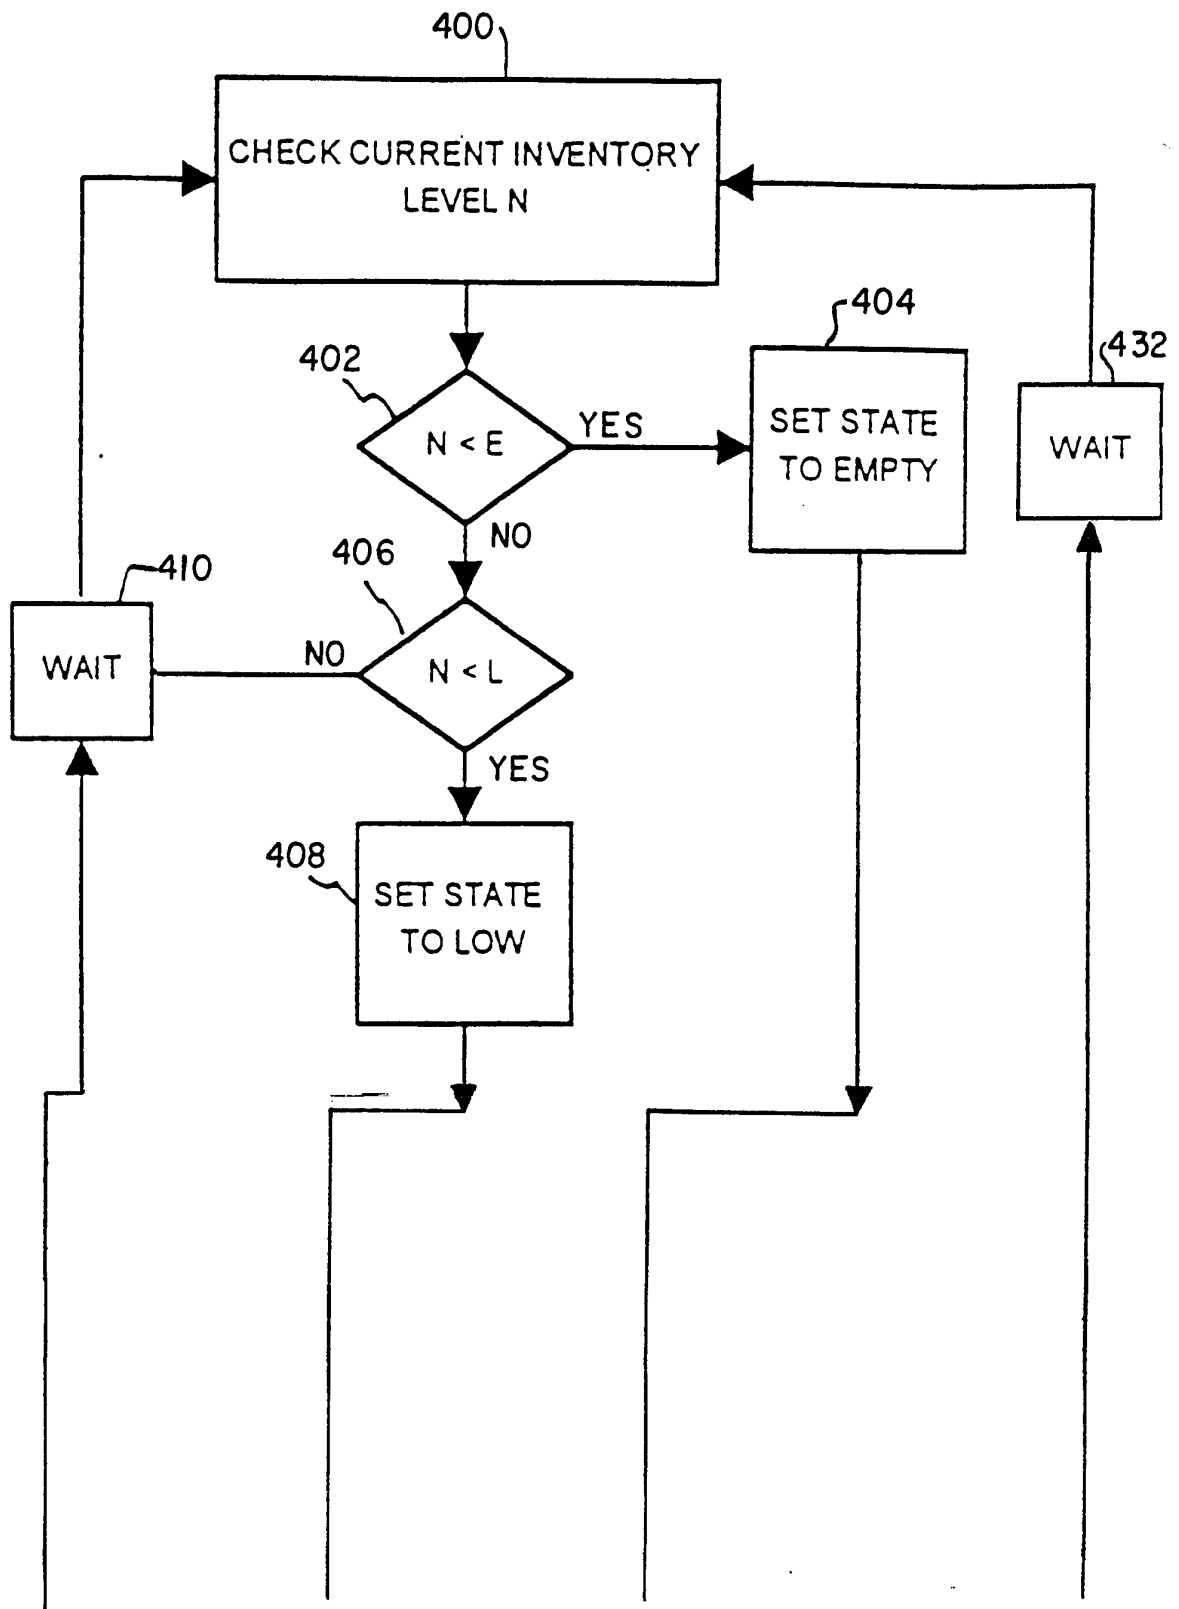 400
CHECK CURRENT INVENTORY
LEVEL N
404
432
402
N < E
YES
SET STATE
TO EMPTY
WAIT
NO
406
410
WAIT
NO
N < L
YES
408
SET STATE
TO LOW